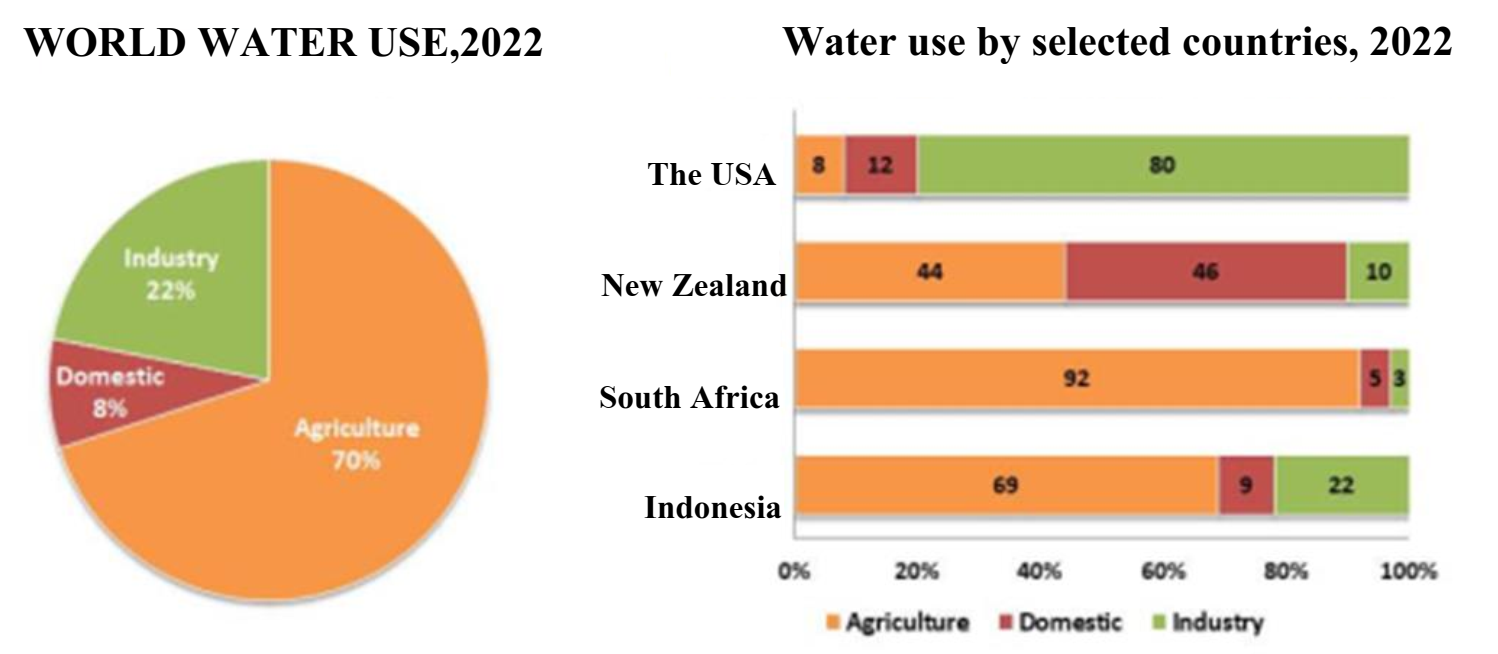 WORLD WATER USE,2022
Industry
22%
Domestic
8%
Agriculture
70%
Water use by selected countries, 2022
The USA
8 12 80
New Zealand
44 46 10
South Africa
92 5 3
Indonesia
69 9 22
0% 20% 40% 60% 80% 100%
Agriculture Domestic Industry